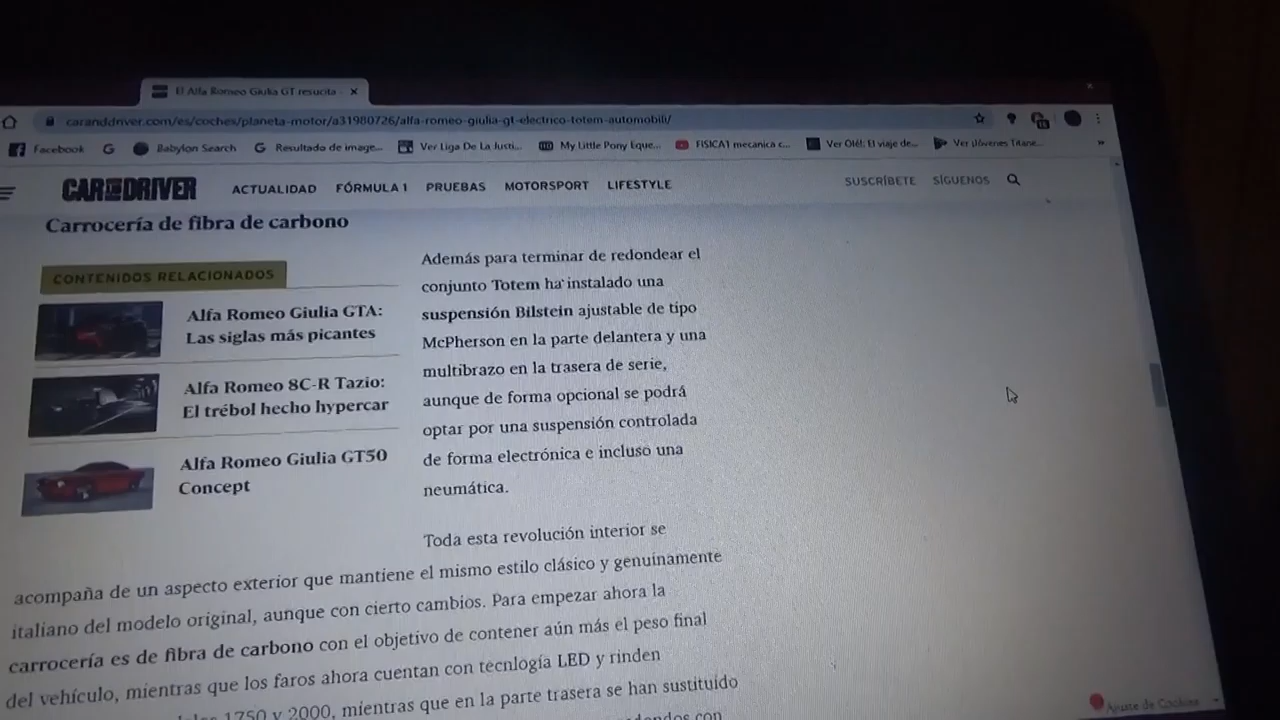 El Alfa Romeo Giulia GT resucita
caranddriver.com/es/coches/planeta-motor/a31980726/alfa-romeo-giulia-gt-electrico-totem-automobili/
Facebook
Babylon Search
Resultado de image...
Ver Liga De La Justi...
My Little Pony Eque...
FISICA1 mecanica c...
Ver Olé!: El viaje de...
Ver ¡Jóvenes Titane...
»
CAR AND DRIVER
ACTUALIDAD
FÓRMULA 1
PRUEBAS
MOTORSPORT
LIFESTYLE
SUSCRÍBETE
SÍGUENOS
Carrocería de fibra de carbono
CONTENIDOS RELACIONADOS
Alfa Romeo Giulia GTA:
Las siglas más picantes
Alfa Romeo 8C-R Tazio:
El trébol hecho hypercar
Alfa Romeo Giulia GT50
Concept
Además para terminar de redondear el
conjunto Totem ha instalado una
suspensión Bilstein ajustable de tipo
McPherson en la parte delantera y una
multibrazo en la trasera de serie,
aunque de forma opcional se podrá
optar por una suspensión controlada
de forma electrónica e incluso una
neumática.
Toda esta revolución interior se
acompaña de un aspecto exterior que mantiene el mismo estilo clásico y genuinamente
italiano del modelo original, aunque con cierto cambios. Para empezar ahora la
carrocería es de fibra de carbono con el objetivo de contener aún más el peso final
del vehículo, mientras que los faros ahora cuentan con tecnlogía LED y rinden
1750 y 2000, mientras que en la parte trasera se han sustituido
con
Ajuste de Cookies